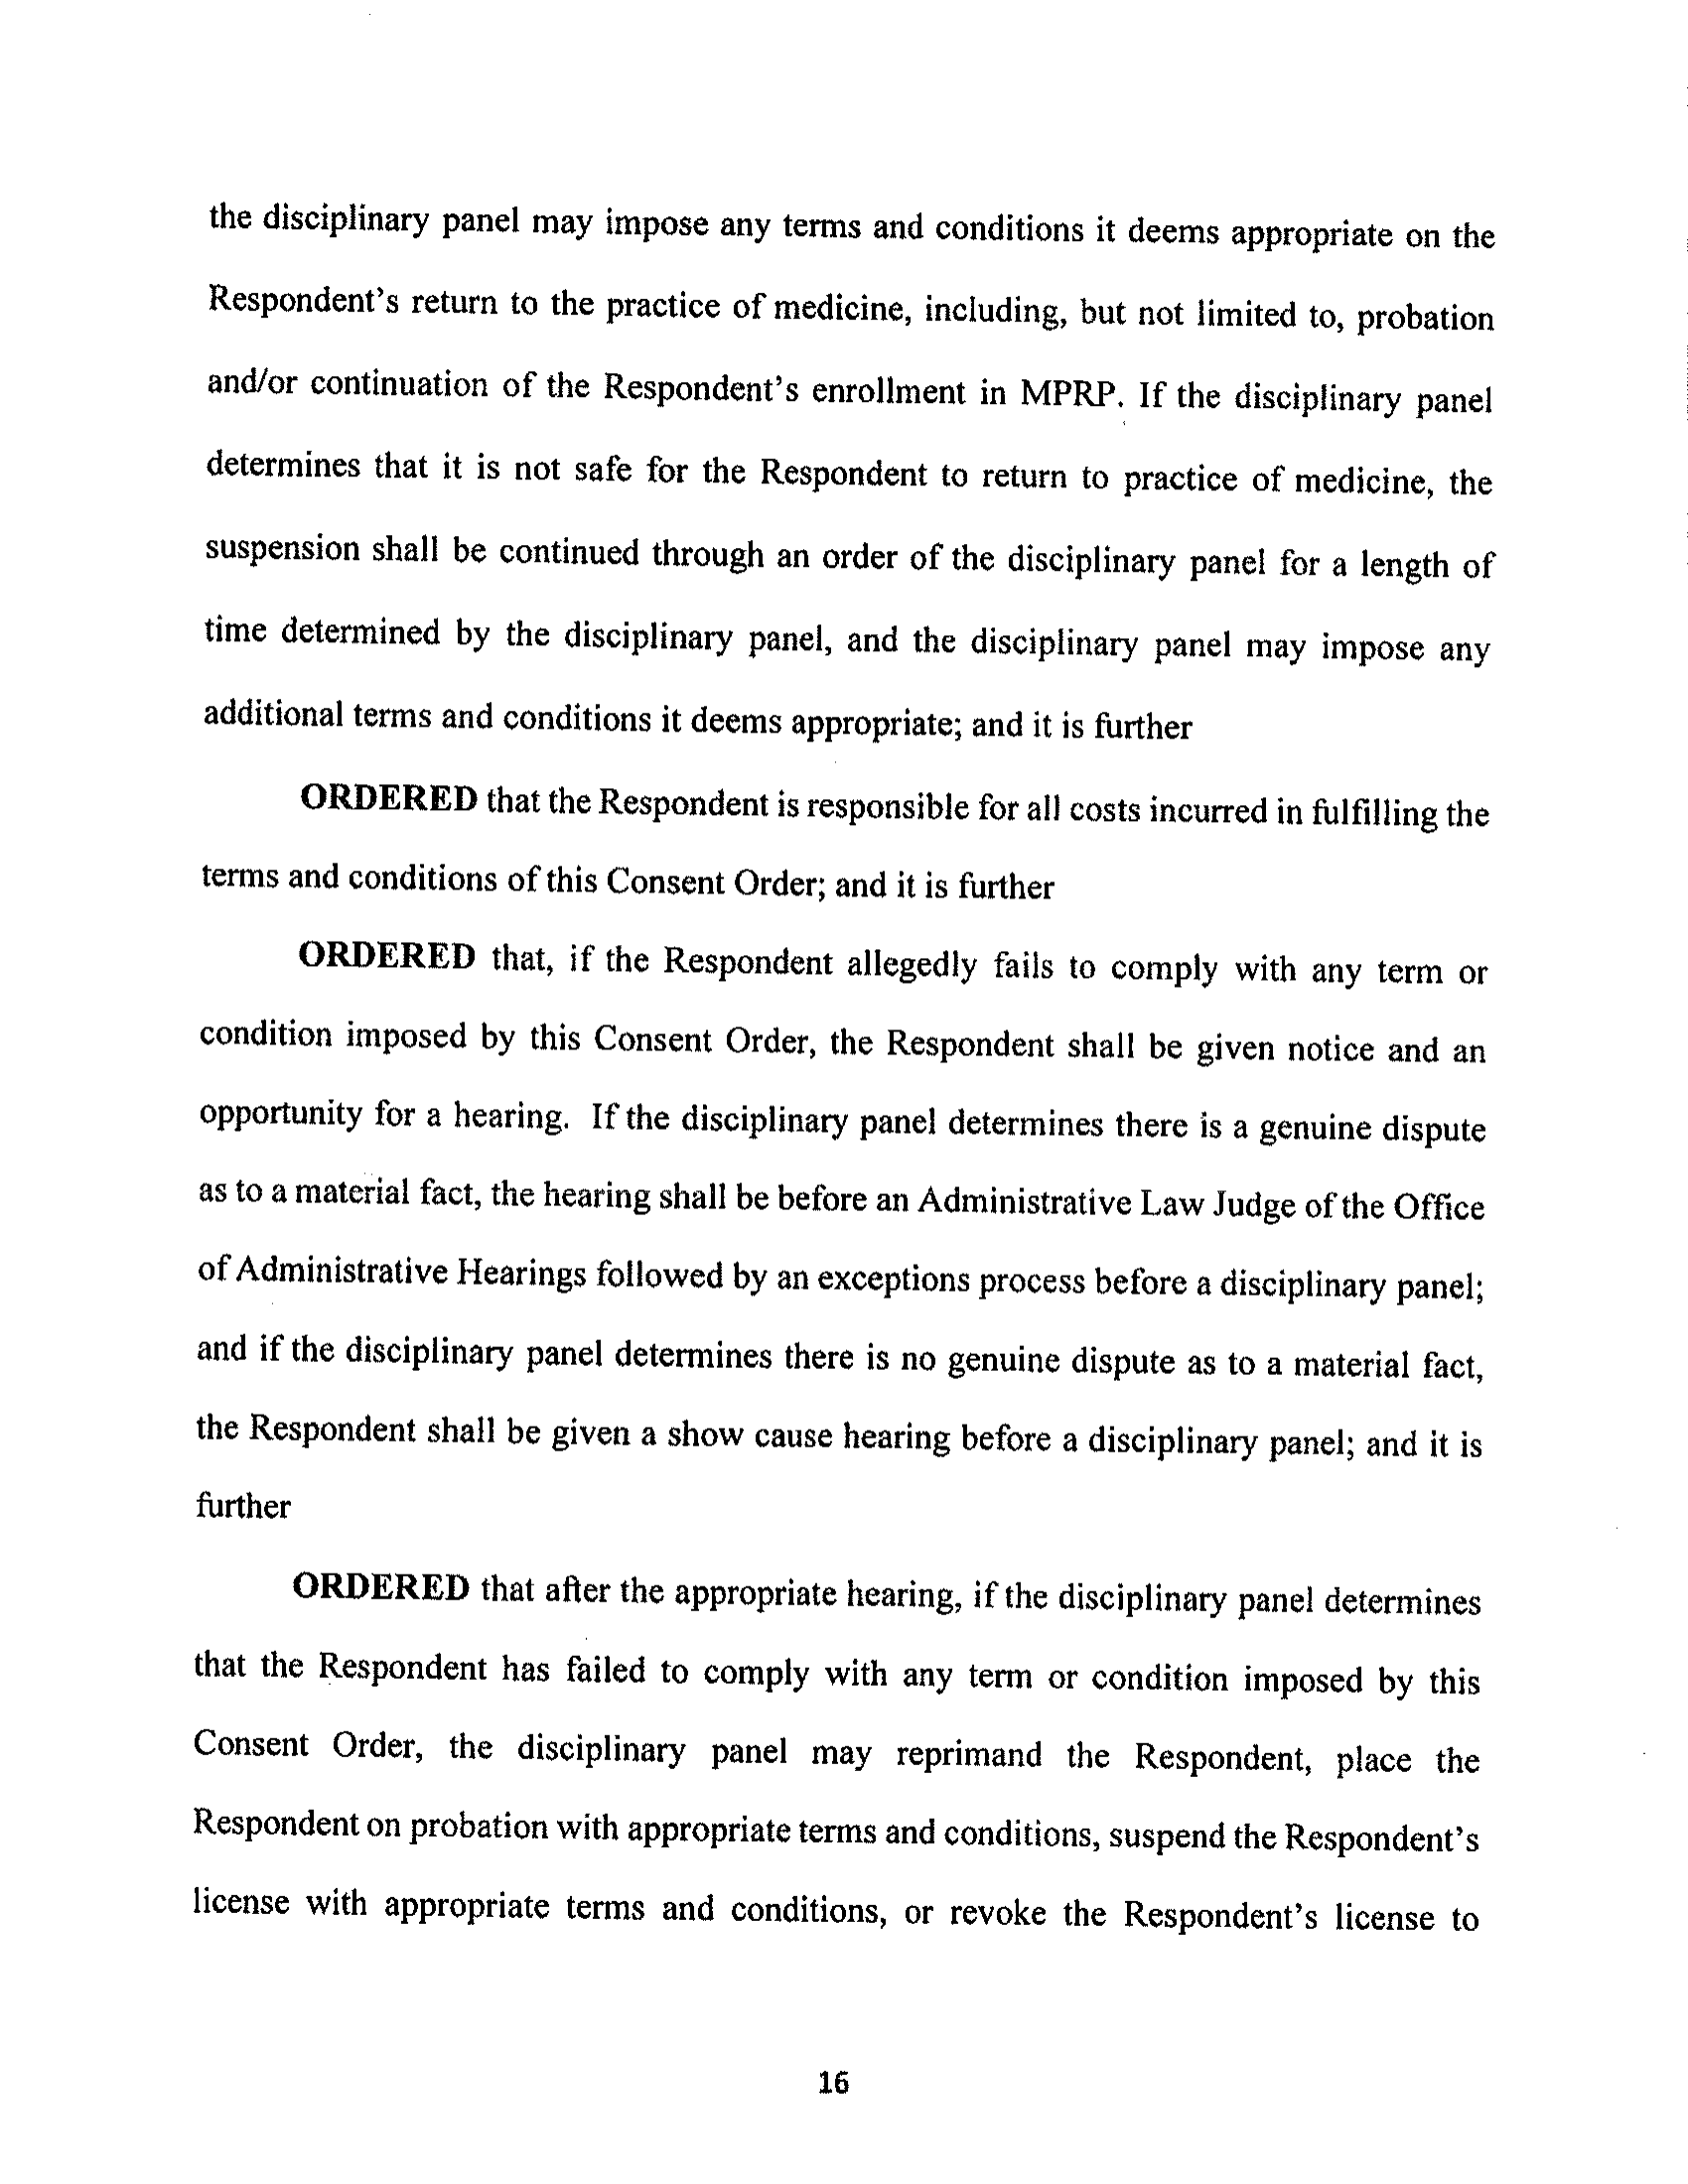 the disciplinary panel may impose any terms and conditions it deems appropriate on the
Respondent's return to the practice of medicine, including, but not limited to, probation
and/or continuation of the Respondent's enrollment in MPRP. If the disciplinary panel
determines that it is not safe for the Respondent to return to practice of medicine, the
suspension shall be continued through an order of the disciplinary panel for a length of
time determined by the disciplinary panel, and the disciplinary panel may impose any
additional terms and conditions it deems appropriate; and it is further
ORDERED that the Respondent is responsible for all costs incurred in fulfilling the
terms and conditions of this Consent Order; and it is further
ORDERED that, if the Respondent allegedly fails to comply with any term or
condition imposed by this Consent Order, the Respondent shall be given notice and an
opportunity for a hearing. If the disciplinary panel determines there is a genuine dispute
as to a material fact, the hearing shall be before an Administrative Law Judge of the Office
of Administrative Hearings followed by an exceptions process before a disciplinary panel;
and if the disciplinary panel determines there is no genuine dispute as to a material fact,
the Respondent shall be given a show cause hearing before a disciplinary panel; and it is
further
ORDERED that after the appropriate hearing, if the disciplinary panel determines
that the Respondent has failed to comply with any term or condition imposed by this
Consent Order, the disciplinary panel may reprimand the Respondent, place the
Respondent on probation with appropriate terms and conditions, suspend the Respondent's
license with appropriate terms and conditions, or revoke the Respondent's license to
16